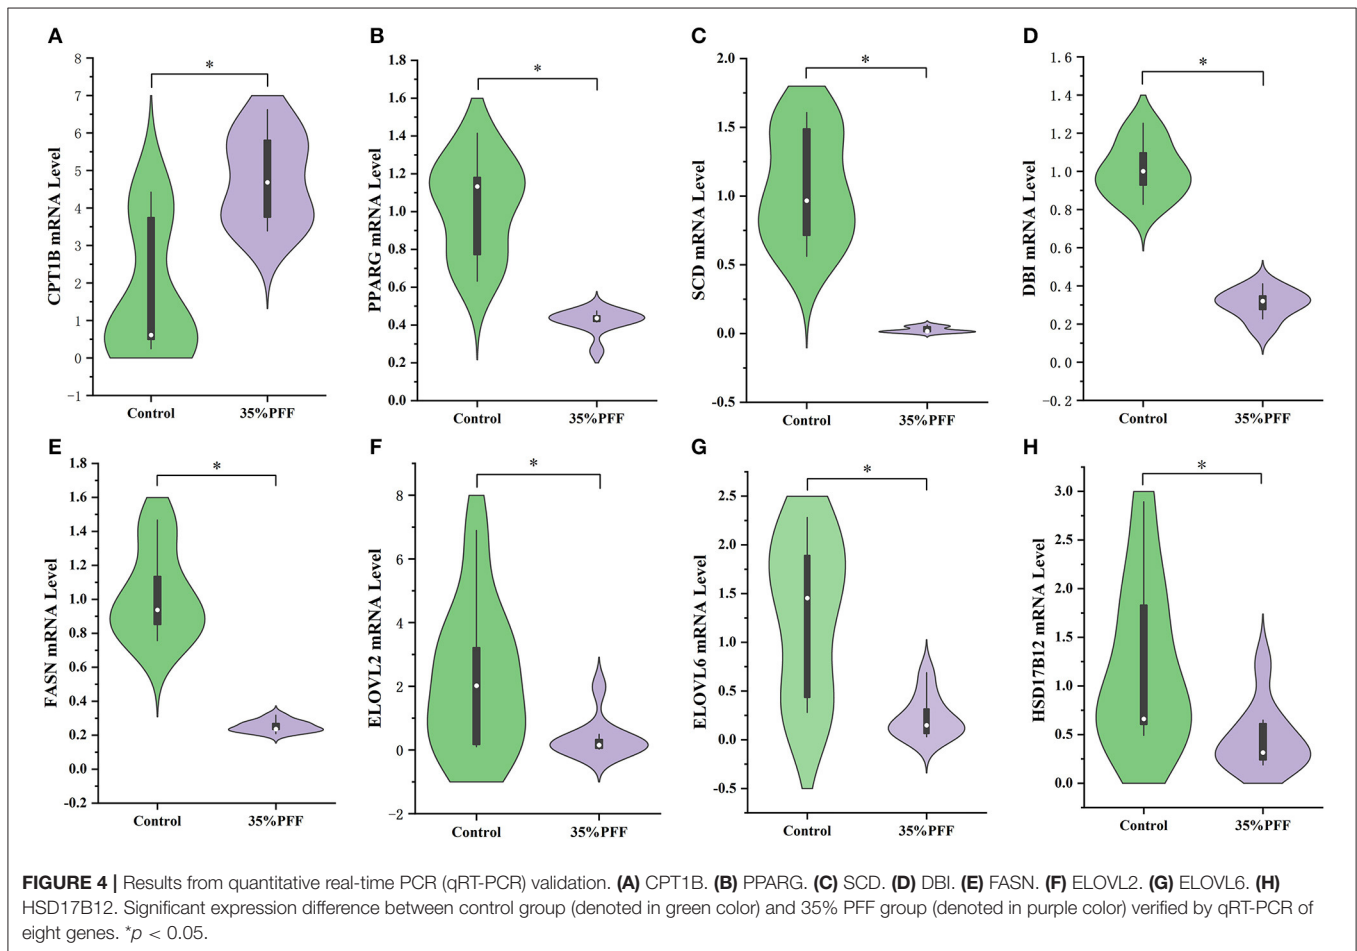 A
CPT1B mRNA Level
8
7
6
5
4
3
2
1
0
−1
*
Control
35%PFF
B
PPARG mRNA Level
1.8
1.6
1.4
1.2
1.0
0.8
0.6
0.4
0.2
0.0
*
Control
35%PFF
C
SCD mRNA Level
2.0
1.5
1.0
0.5
0.0
-0.5
*
Control
35%PFF
D
DBI mRNA Level
1.6
1.4
1.2
1.0
0.8
0.6
0.4
0.2
0.0
−0.2
*
Control
35%PFF
E
FASN mRNA Level
1.8
1.6
1.4
1.2
1.0
0.8
0.6
0.4
0.2
0.0
-0.2
*
Control
35%PFF
F
ELOVL2 mRNA Level
8
6
4
2
0
−2
*
Control
35%PFF
G
ELOVL6 mRNA Level
2.5
2.0
1.5
1.0
0.5
0.0
-0.5
*
Control
35%PFF
H
HSD17B12 mRNA Level
3.0
2.5
2.0
1.5
1.0
0.5
0.0
*
Control
35%PFF
FIGURE 4 | Results from quantitative real-time PCR (qRT-PCR) validation. (A) CPT1B. (B) PPARG. (C) SCD. (D) DBI. (E) FASN. (F) ELOVL2. (G) ELOVL6. (H)
HSD17B12. Significant expression difference between control group (denoted in green color) and 35% PFF group (denoted in purple color) verified by qRT-PCR of
eight genes. *p < 0.05.